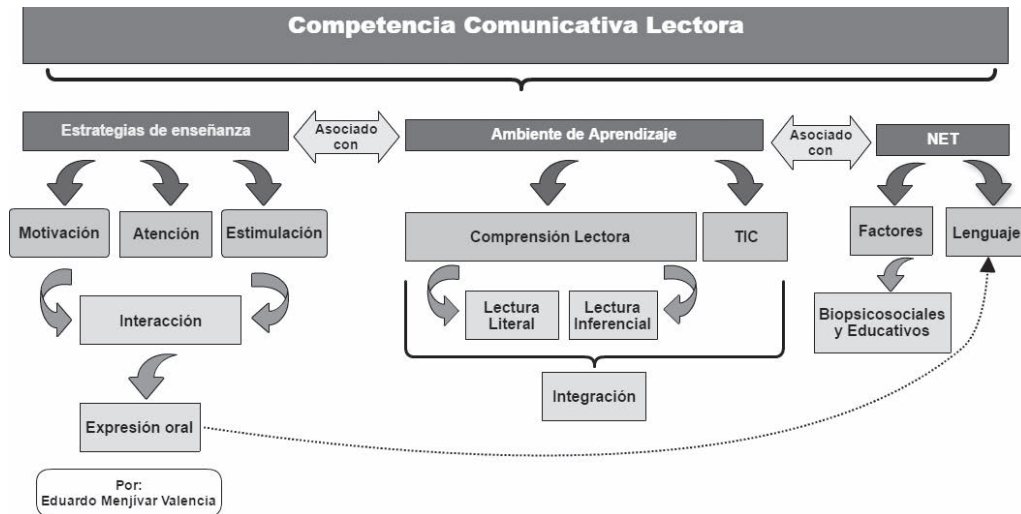 Competencia Comunicativa Lectora
Estrategias de enseñanza
Asociado
con
Ambiente de Aprendizaje
Asociado
con
NET
Motivación
Atención
Estimulación
Comprensión Lectora
TIC
Factores
Lenguaje
Interacción
Lectura
Literal
Lectura
Inferencial
Biopsicosociales
y Educativos
Integración
Expresión oral
Por:
Eduardo Menjívar Valencia